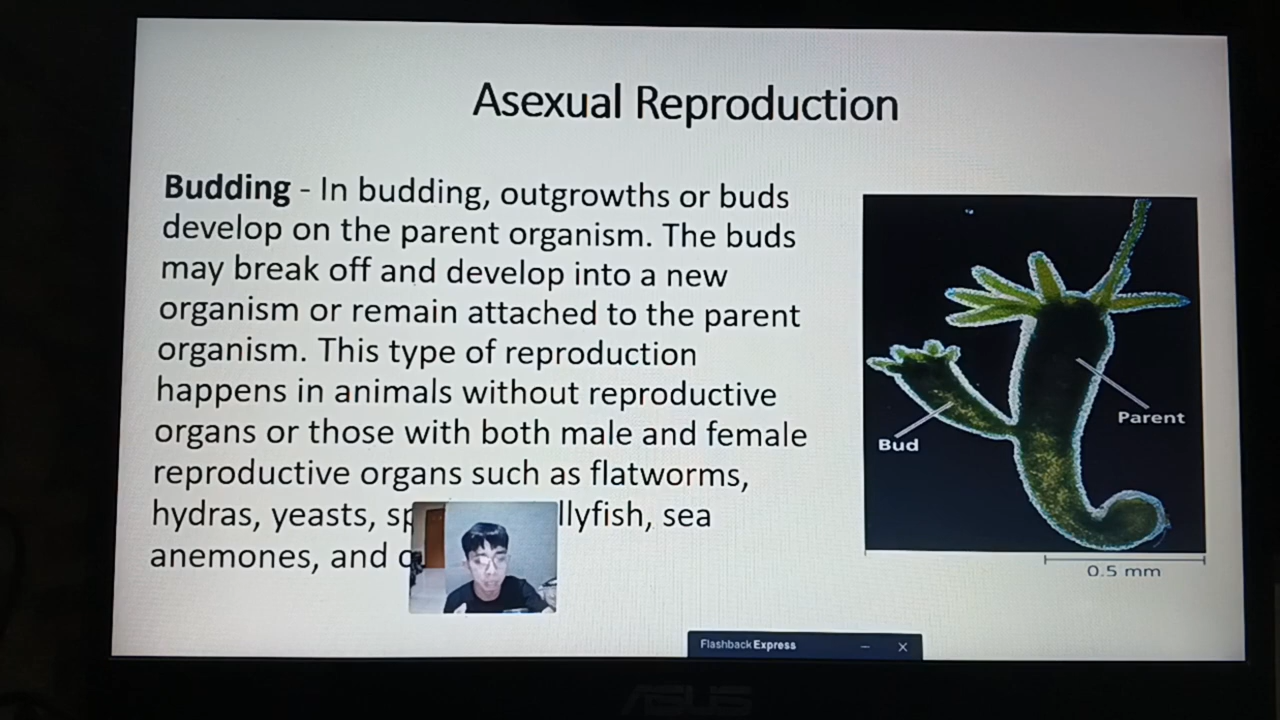 Asexual Reproduction
Budding - In budding, outgrowths or buds
develop on the parent organism. The buds
may break off and develop into a new
organism or remain attached to the parent
organism. This type of reproduction
happens in animals without reproductive
organs or those with both male and female
reproductive organs such as flatworms,
hydras, yeasts, sp llyfish, sea
anemones, and
Bud
Parent
0.5 mm
Flashback Express
ASUS